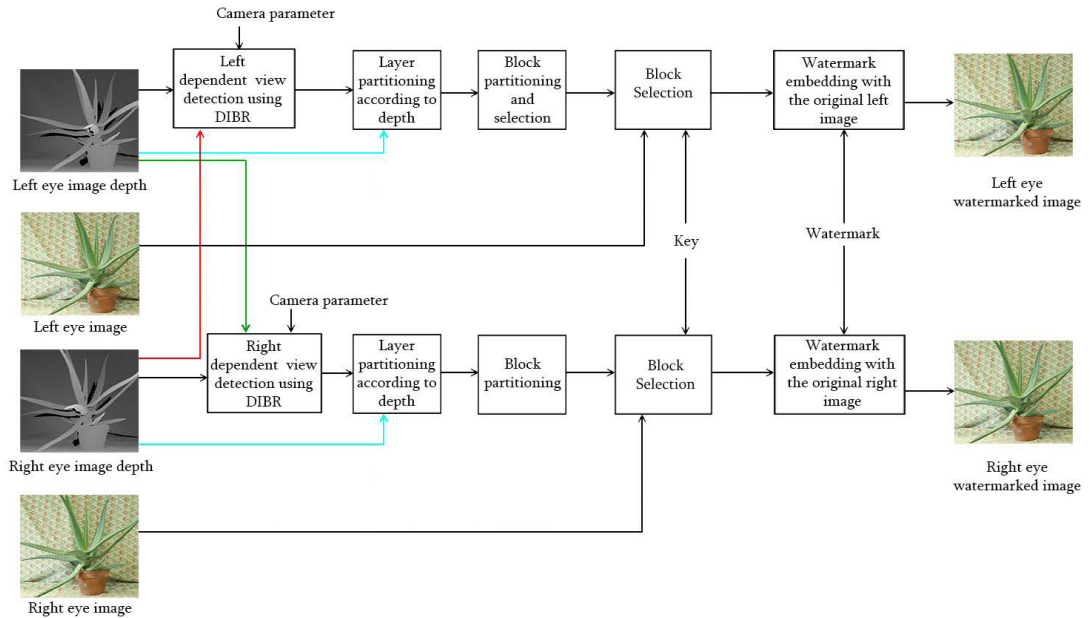 Camera parameter
Left
dependent view
detection using
DIBR
Layer
partitioning
according to
depth
Block
partitioning
and
selection
Block
Selection
Watermark
embedding with
the original left
image
Left eye image depth
Left eye
watermarked image
Key
Watermark
Left eye image
Camera parameter
Right
dependent view
detection using
DIBR
Layer
partitioning
according to
depth
Block
partitioning
Block
Selection
Watermark
embedding with
the original right
image
Right eye image depth
Right eye
watermarked image
Right eye image